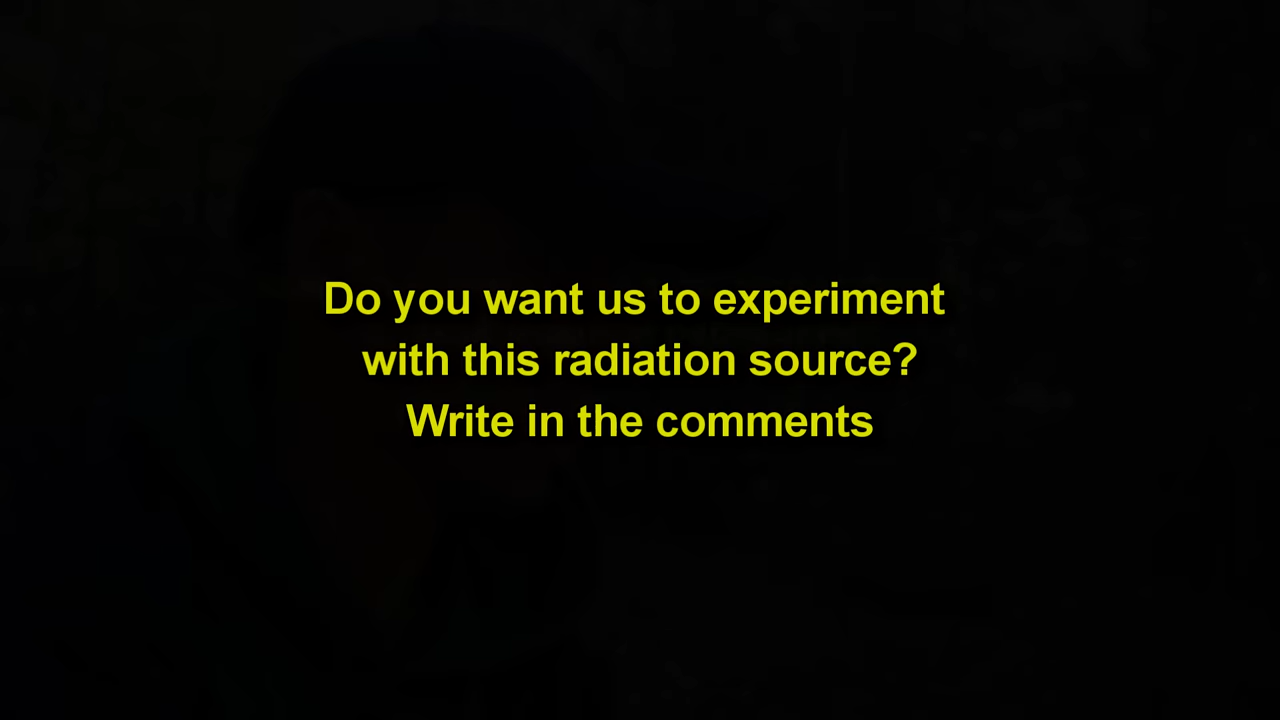 Do you want us to experiment
with this radiation source?
Write in the comments